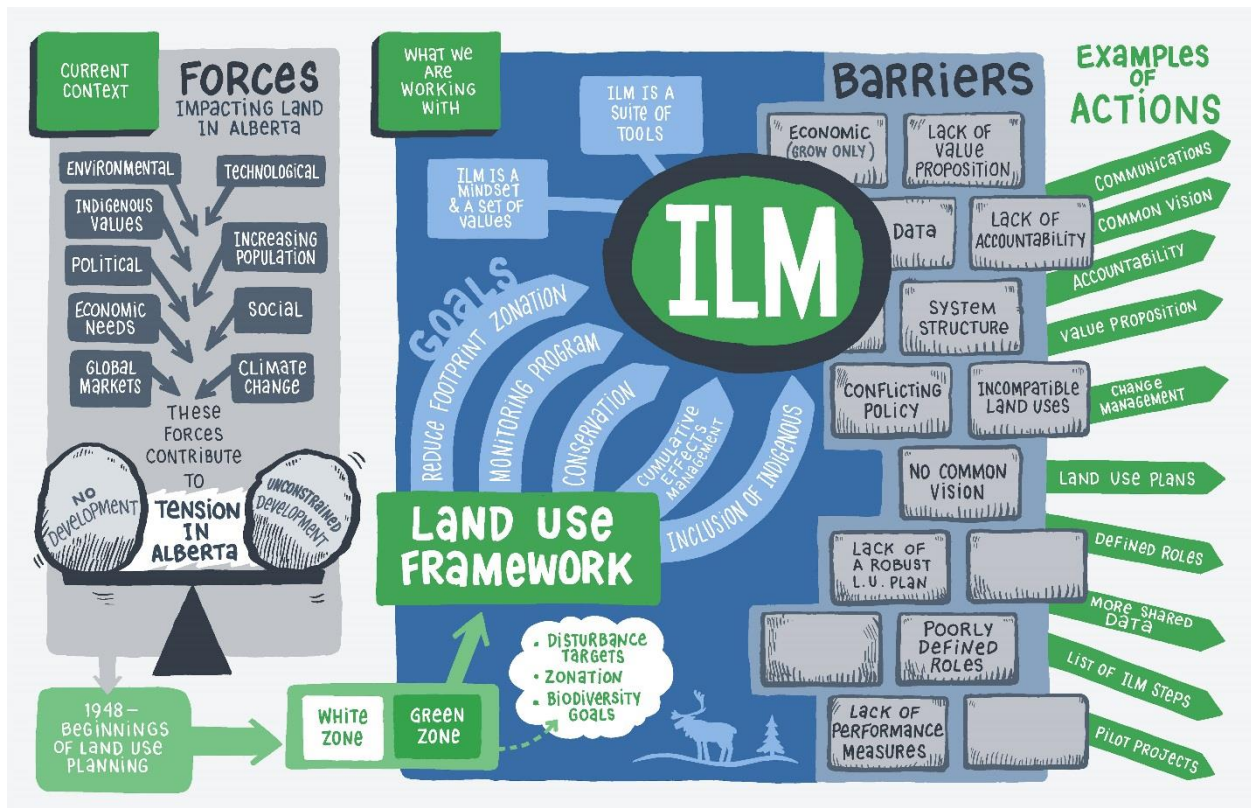 CURRENT
CONTEXT
FORCES
IMPACTING LAND
IN ALBERTA
ENVIRONMENTAL
TECHNOLOGICAL
INDIGENOUS
VALUES
INCREASING
POPULATION
POLITICAL
ECONOMIC
NEEDS
SOCIAL
GLOBAL
MARKETS
CLIMATE
CHANGE
THESE
FORCES
CONTRIBUTE
TO
NO
DEVELOPMENT
TENSION
IN
ALBERTA
UNCONSTRAINED
DEVELOPMENT
1948 –
BEGINNINGS
OF LAND USE
PLANNING
WHITE
ZONE
GREEN
ZONE
WHAT WE
ARE
WORKING
WITH
ILM IS A
SUITE OF
TOOLS
ILM IS A
MINDSET
& A SET OF
VALUES
ILM
GOALS
REDUCE FOOTPRINT ZONATION
MONITORING PROGRAM
CONSERVATION
CUMULATIVE
EFFECTS
MANAGEMENT
INCLUSION OF INDIGENOUS
LAND USE
FRAMEWORK
• DISTURBANCE
TARGETS
• ZONATION
• BIODIVERSITY
GOALS
BARRIERS
ECONOMIC
(GROW ONLY)
LACK OF
VALUE
PROPOSITION
DATA
LACK OF
ACCOUNTABILITY
SYSTEM
STRUCTURE
CONFLICTING
POLICY
INCOMPATIBLE
LAND USES
NO COMMON
VISION
LACK OF
A ROBUST
L.U. PLAN
POORLY
DEFINED
ROLES
LACK OF
PERFORMANCE
MEASURES
EXAMPLES
OF
ACTIONS
COMMUNICATIONS
COMMON VISION
ACCOUNTABILITY
VALUE PROPOSITION
CHANGE
MANAGEMENT
LAND USE PLANS
DEFINED ROLES
MORE SHARED
DATA
LIST OF ILM STEPS
PILOT PROJECTS